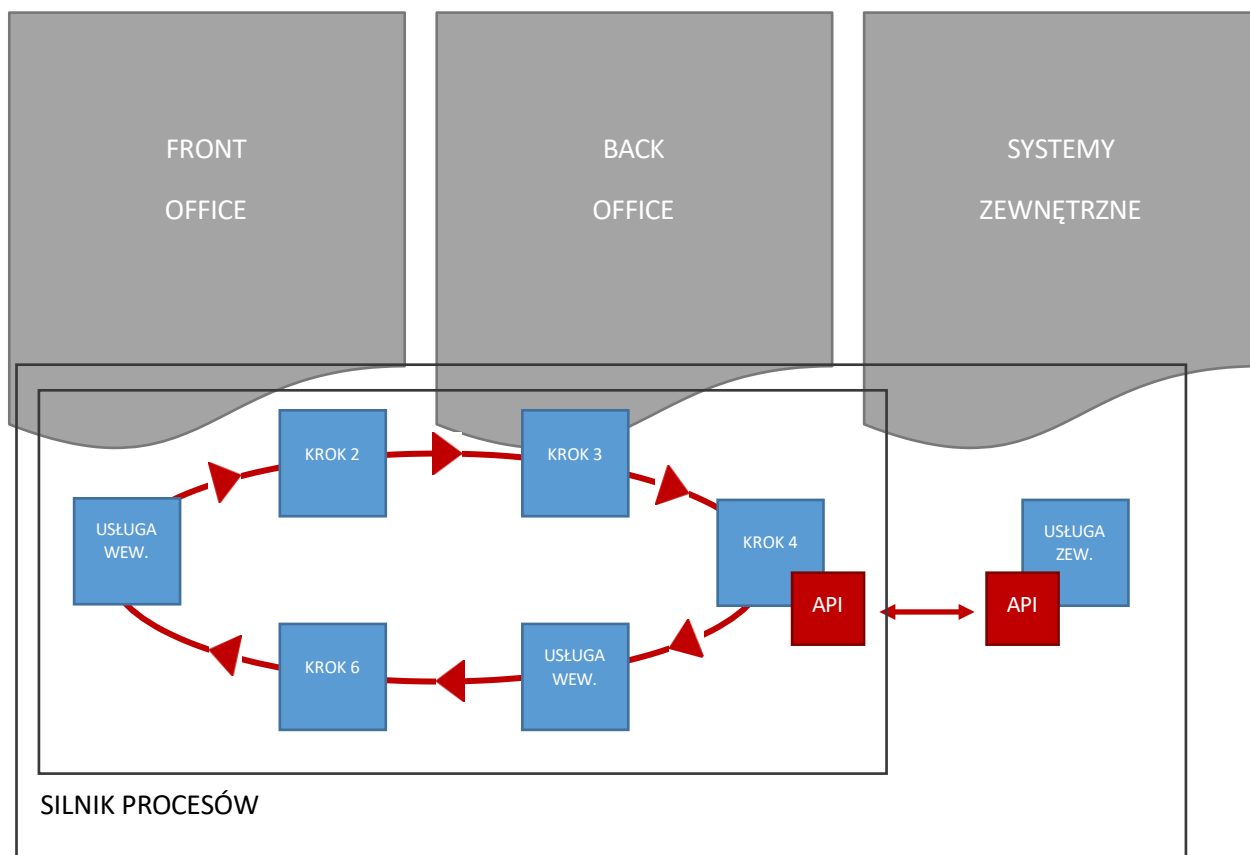 FRONT
OFFICE
BACK
OFFICE
SYSTEMY
ZEWNĘTRZNE
KROK 2
KROK 3
USŁUGA
WEW.
KROK 4
USŁUGA
ZEW.
API
API
KROK 6
USŁUGA
WEW.
SILNIK PROCESÓW